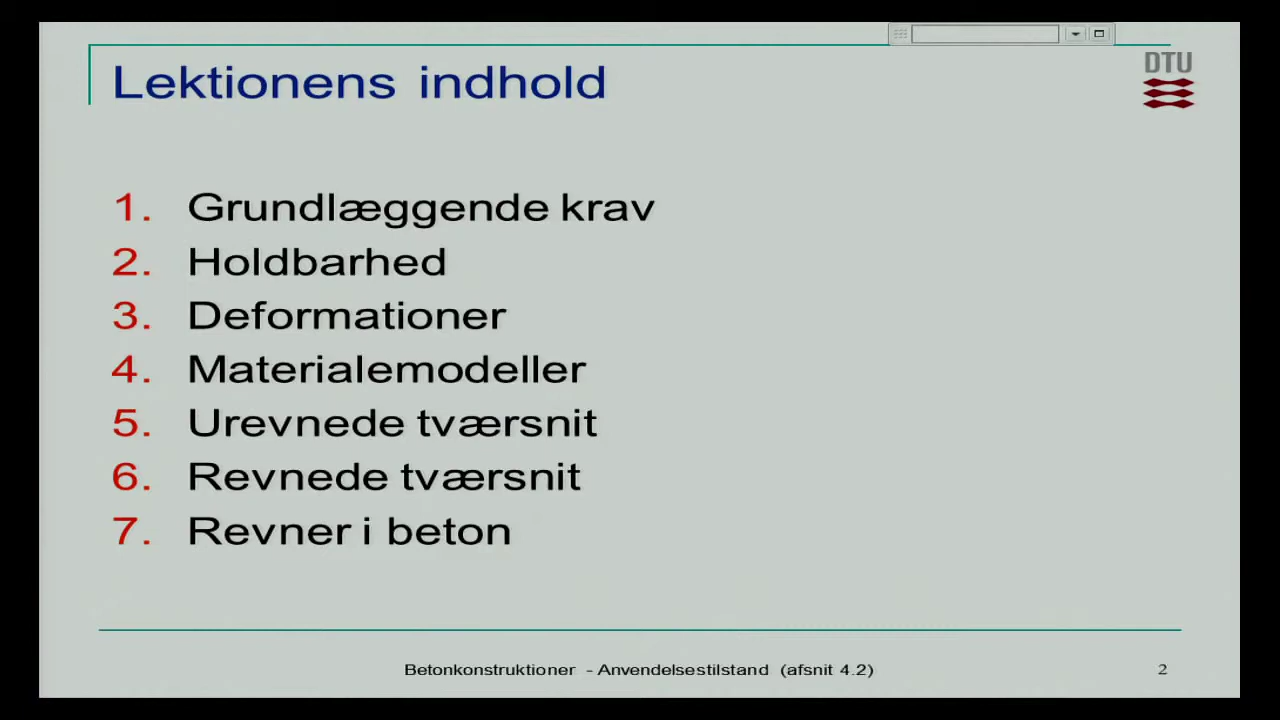 Lektionens indhold
DTU
1. Grundlæggende krav
2. Holdbarhed
3. Deformationer
4. Materialemodeller
5. Urevnede tværsnit
6. Revnede tværsnit
7. Revner i beton
Betonkonstruktioner - Anvendelsestilstand (afsnit 4.2)
2